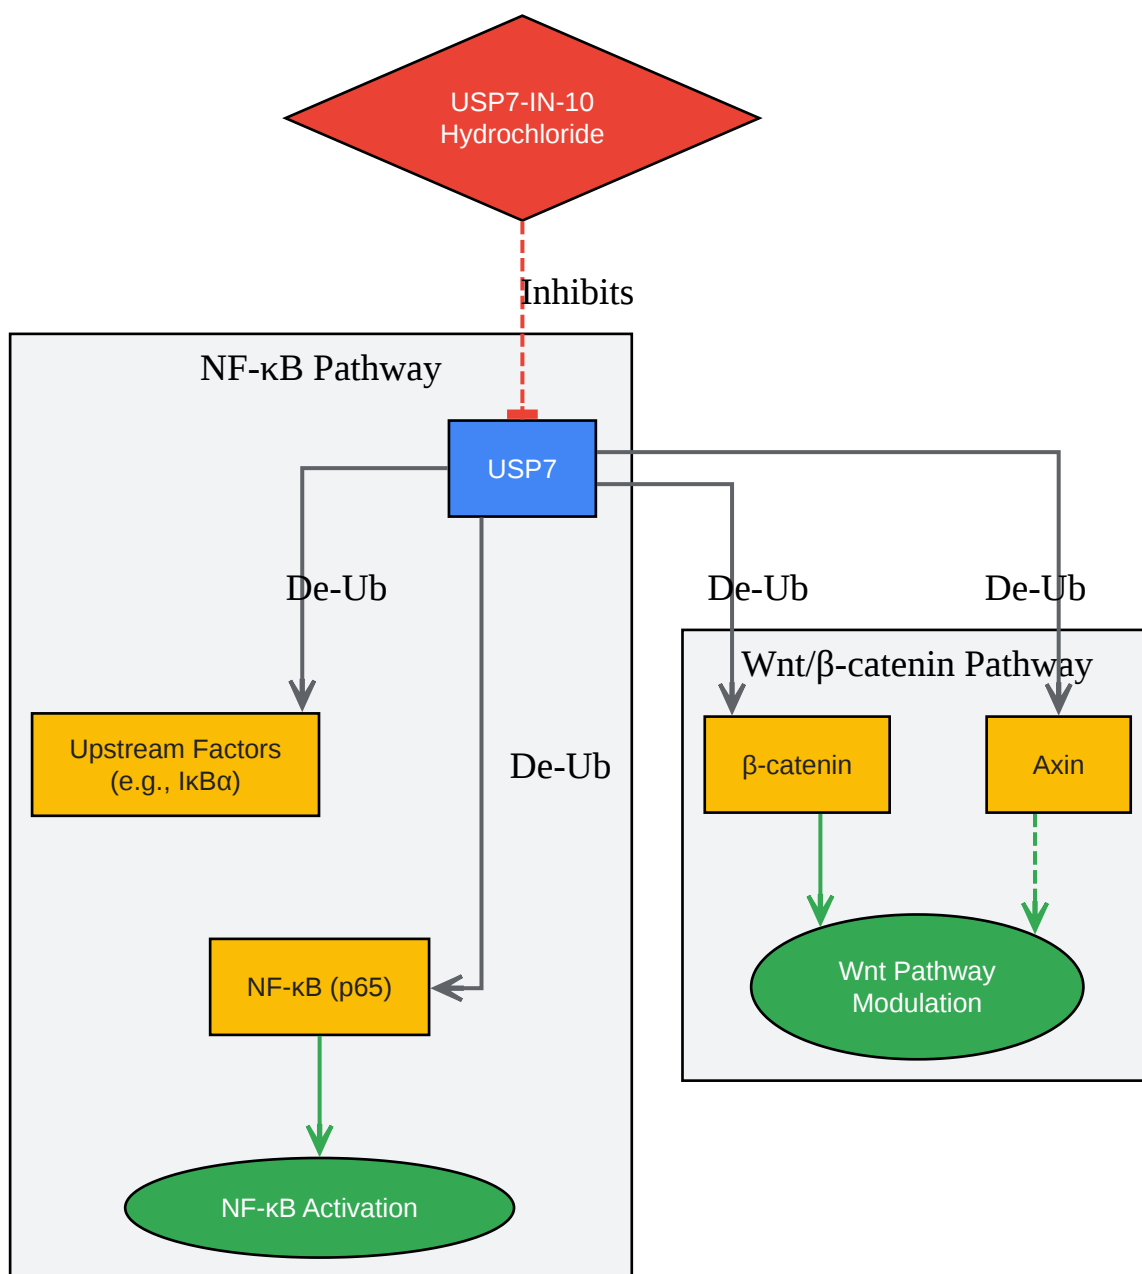 USP7-IN-10
Hydrochloride
Inhibits
NF-κB Pathway
USP7
De-Ub
De-Ub
De-Ub
Wnt/β-catenin Pathway
Upstream Factors
(e.g., IκBα)
De-Ub
β-catenin
Axin
NF-κB (p65)
Wnt Pathway
Modulation
NF-κB Activation